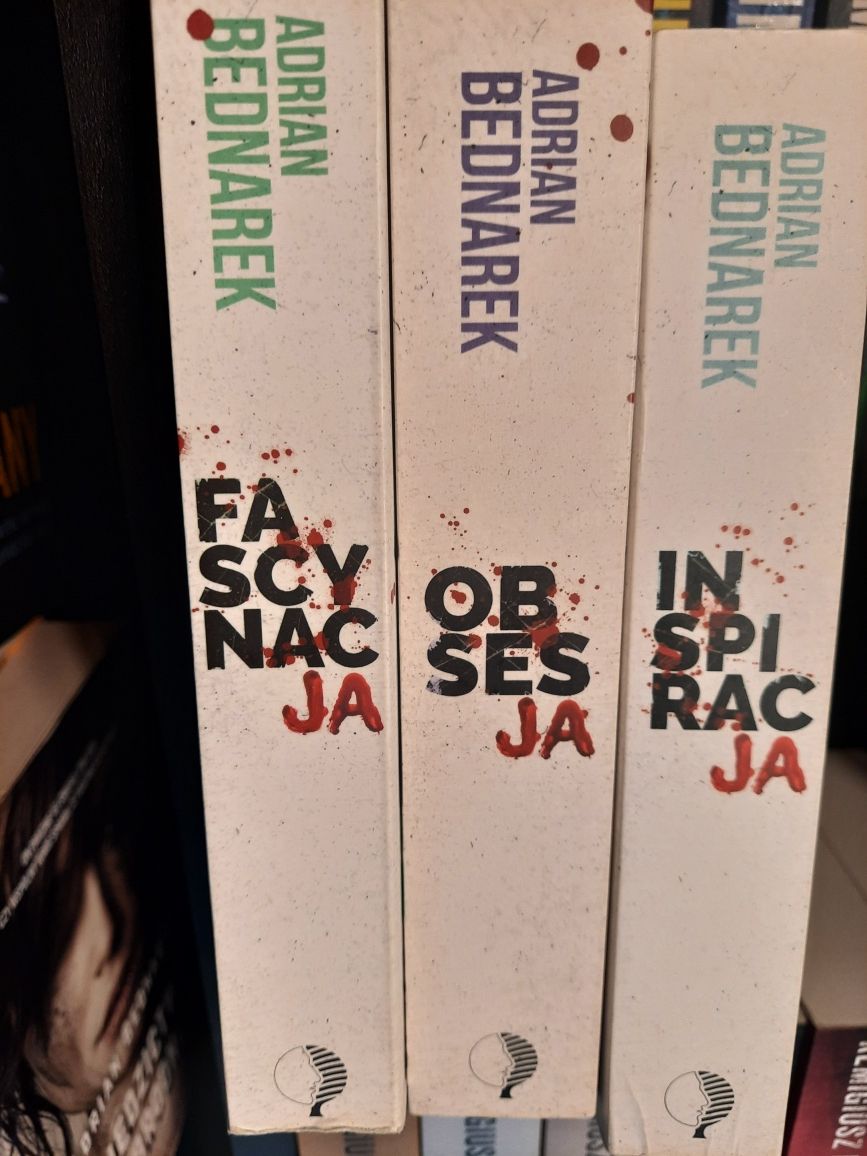 ADRIAN
BEDNAREK
FA
SCY
NAC
JA
ADRIAN
BEDNAREK
OB
SES
JA
ADRIAN
BEDNAREK
IN
SPI
RAC
JA